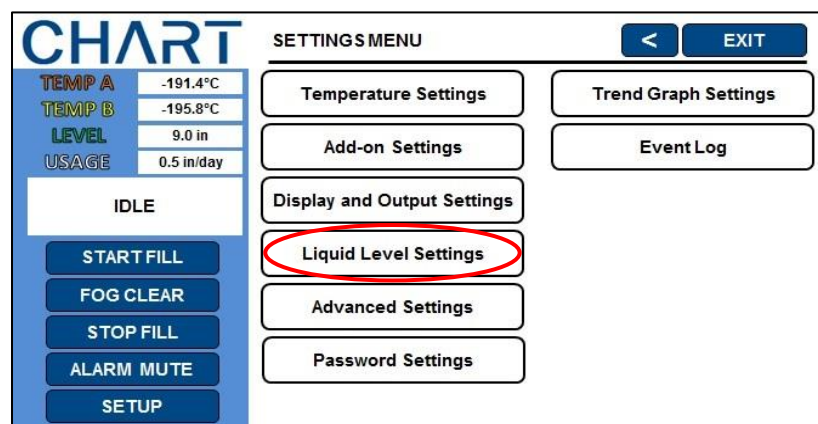 CHART
SETTINGS MENU
<
EXIT
TEMP A -191.4°C
TEMP B -195.8°C
LEVEL 9.0 in
USAGE 0.5 in/day
IDLE
START FILL
FOG CLEAR
STOP FILL
ALARM MUTE
SETUP
Temperature Settings
Add-on Settings
Display and Output Settings
Liquid Level Settings
Advanced Settings
Password Settings
Trend Graph Settings
Event Log